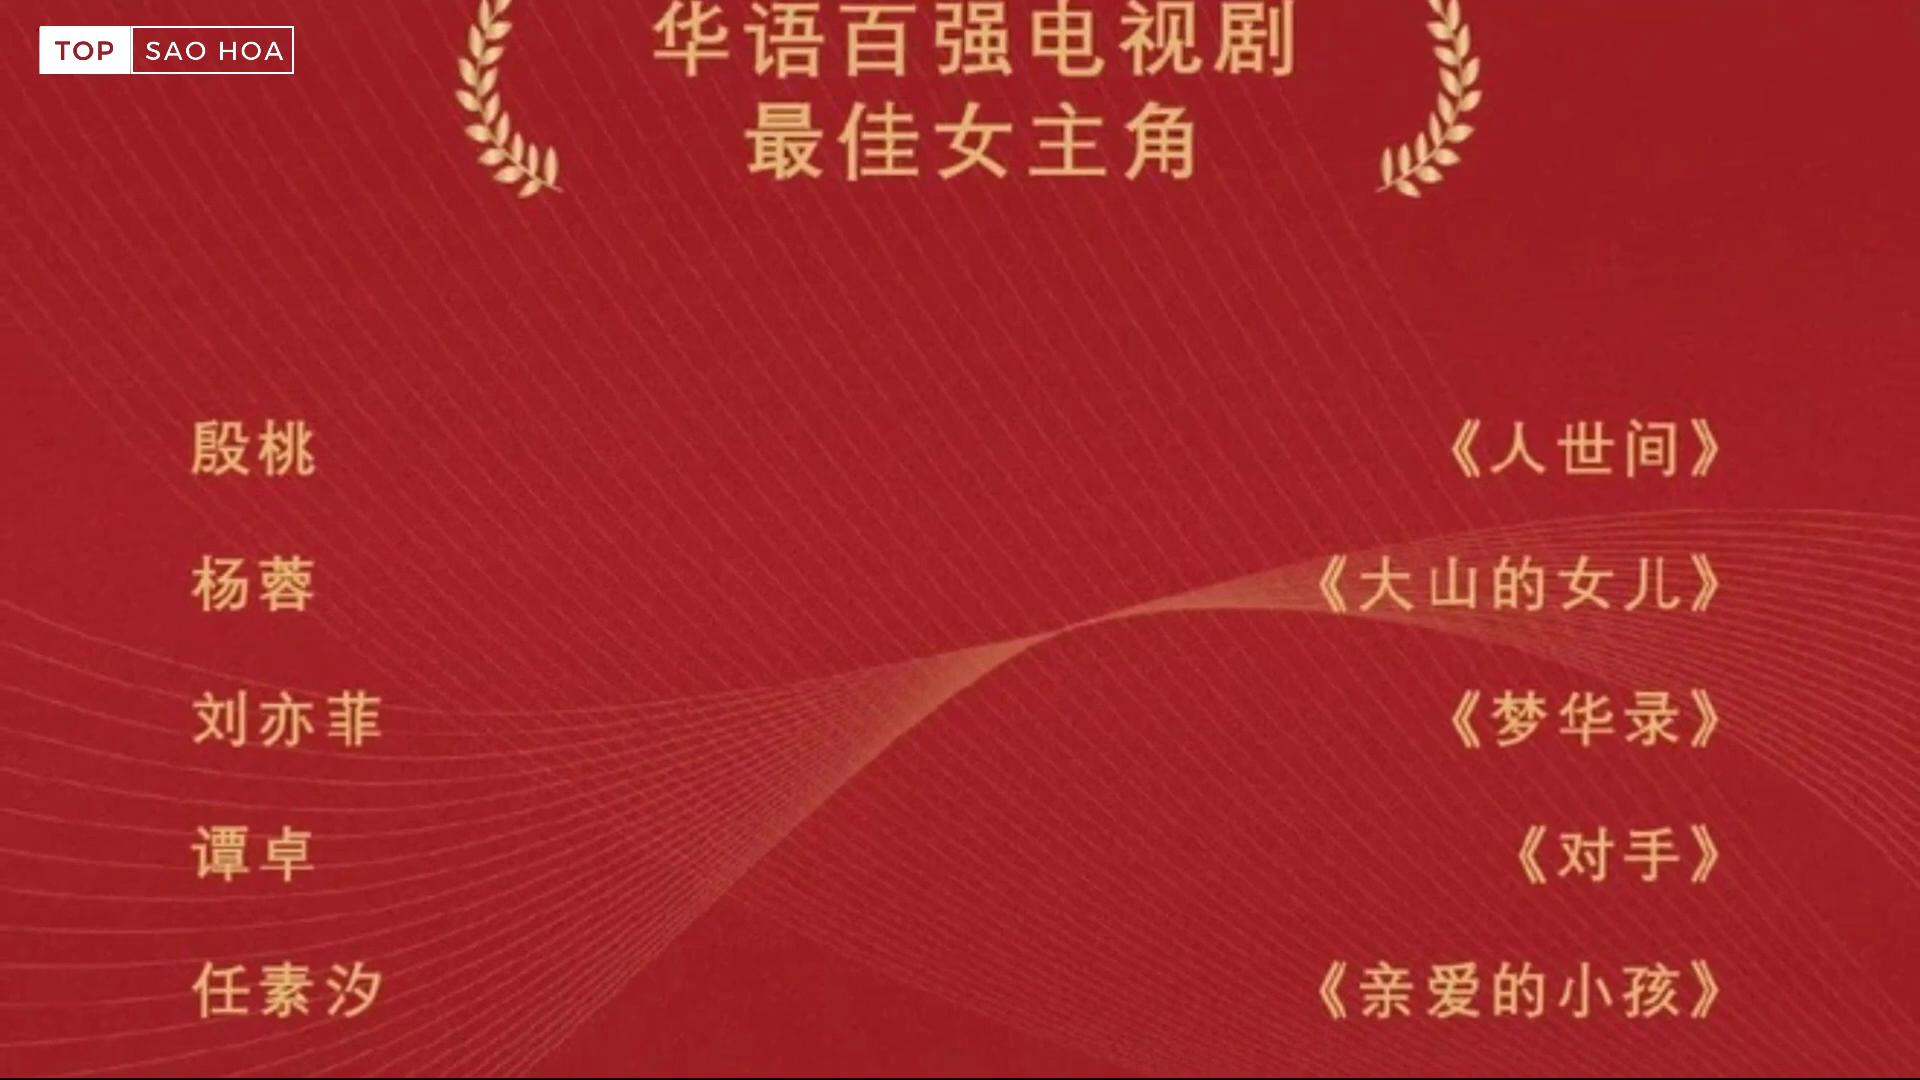 TOP SAO HOA
华语百强电视剧
最佳女主角
殷桃 《人世间》
杨蓉 《大山的女儿》
刘亦菲 《梦华录》
谭卓 《对手》
任素汐 《亲爱的小孩》